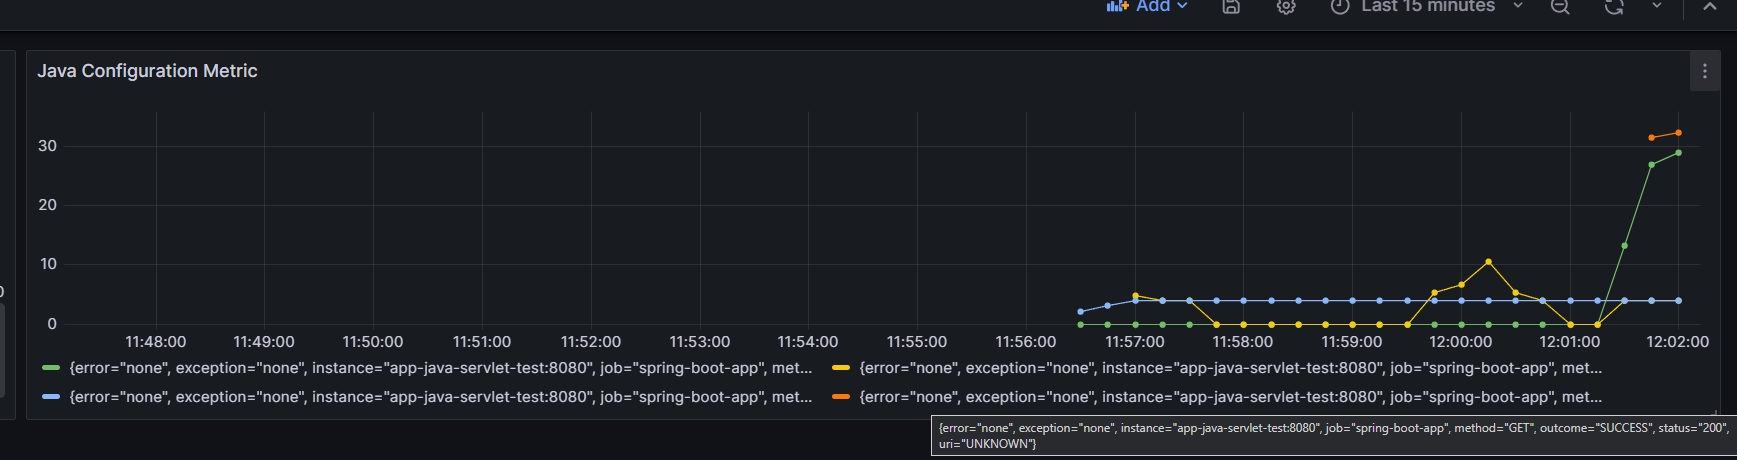 Add
Last 15 minutes
Java Configuration Metric
30
20
10
0
0
11:48:00 11:49:00 11:50:00 11:51:00 11:52:00 11:53:00 11:54:00 11:55:00 11:56:00 11:57:00 11:58:00 11:59:00 12:00:00 12:01:00 12:02:00
{error="none", exception="none", instance="app-java-servlet-test:8080", job="spring-boot-app", met... {error="none", exception="none", instance="app-java-servlet-test:8080", job="spring-boot-app", met...
{error="none", exception="none", instance="app-java-servlet-test:8080", job="spring-boot-app", met... {error="none", exception="none", instance="app-java-servlet-test:8080", job="spring-boot-app", met...
{error="none", exception="none", instance="app-java-servlet-test:8080", job="spring-boot-app", method="GET", outcome="SUCCESS", status="200",
uri="UNKNOWN"}